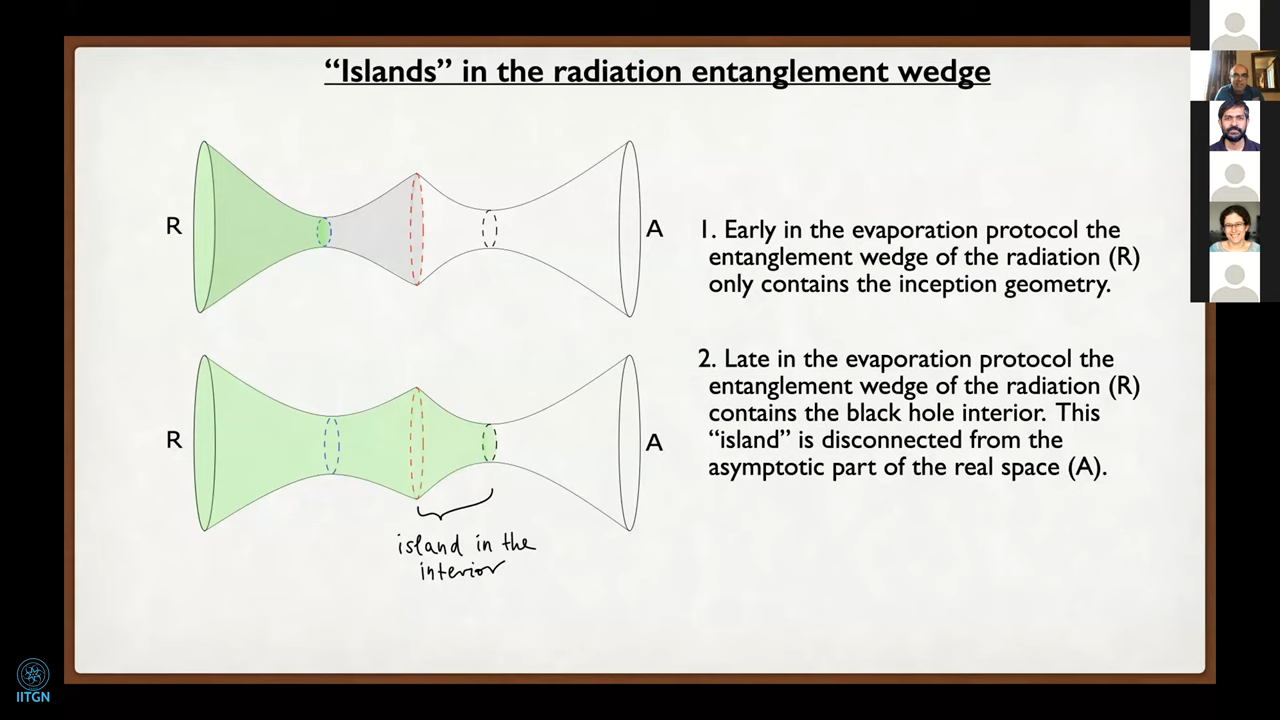 “Islands” in the radiation entanglement wedge
R
A
1. Early in the evaporation protocol the
entanglement wedge of the radiation (R)
only contains the inception geometry.
R
A
2. Late in the evaporation protocol the
entanglement wedge of the radiation (R)
contains the black hole interior. This
“island” is disconnected from the
asymptotic part of the real space (A).
island in the
interior
IITGN